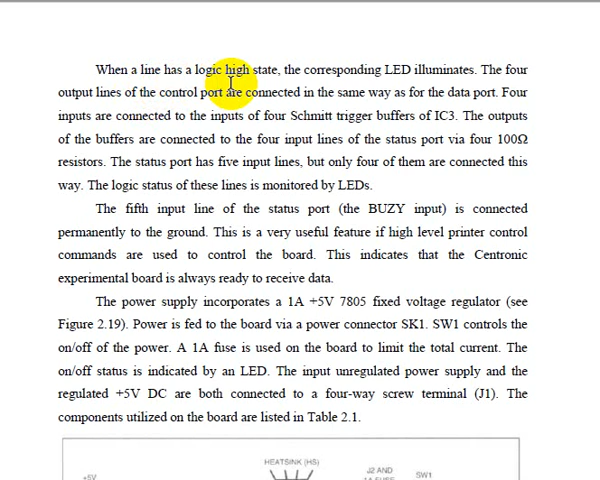 When a line has a logic high state, the corresponding LED illuminates. The four
output lines of the control port are connected in the same way as for the data port. Four
inputs are connected to the inputs of four Schmitt trigger buffers of IC3. The outputs
of the buffers are connected to the four input lines of the status port via four 100Ω
resistors. The status port has five input lines, but only four of them are connected this
way. The logic status of these lines is monitored by LEDs.
The fifth input line of the status port (the BUZY input) is connected
permanently to the ground. This is a very useful feature if high level printer control
commands are used to control the board. This indicates that the Centronic
experimental board is always ready to receive data.
The power supply incorporates a 1A +5V 7805 fixed voltage regulator (see
Figure 2.19). Power is fed to the board via a power connector SK1. SW1 controls the
on/off of the power. A 1A fuse is used on the board to limit the total current. The
on/off status is indicated by an LED. The input unregulated power supply and the
regulated +5V DC are both connected to a four-way screw terminal (J1). The
components utilized on the board are listed in Table 2.1.
HEATSINK (HS)
J2 AND
SW1
+5V
1A FUSE